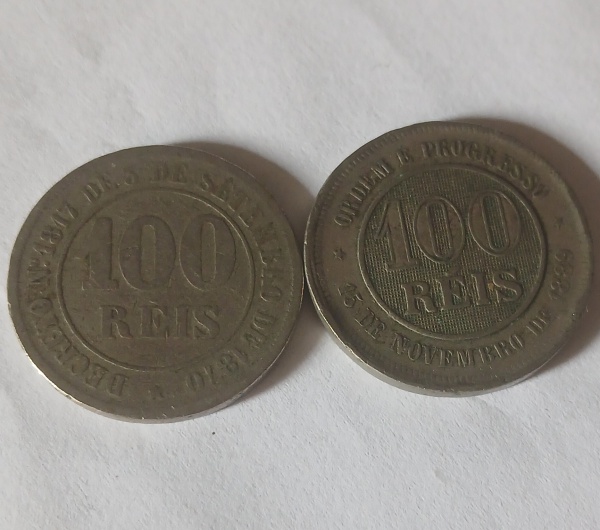 DECRETO Nº 1817 DE 3 DE SETEMBRO DE 1870
100
RÉIS
ORDEM E PROGRESSO
100
RÉIS
15 DE NOVEMBRO DE 1889